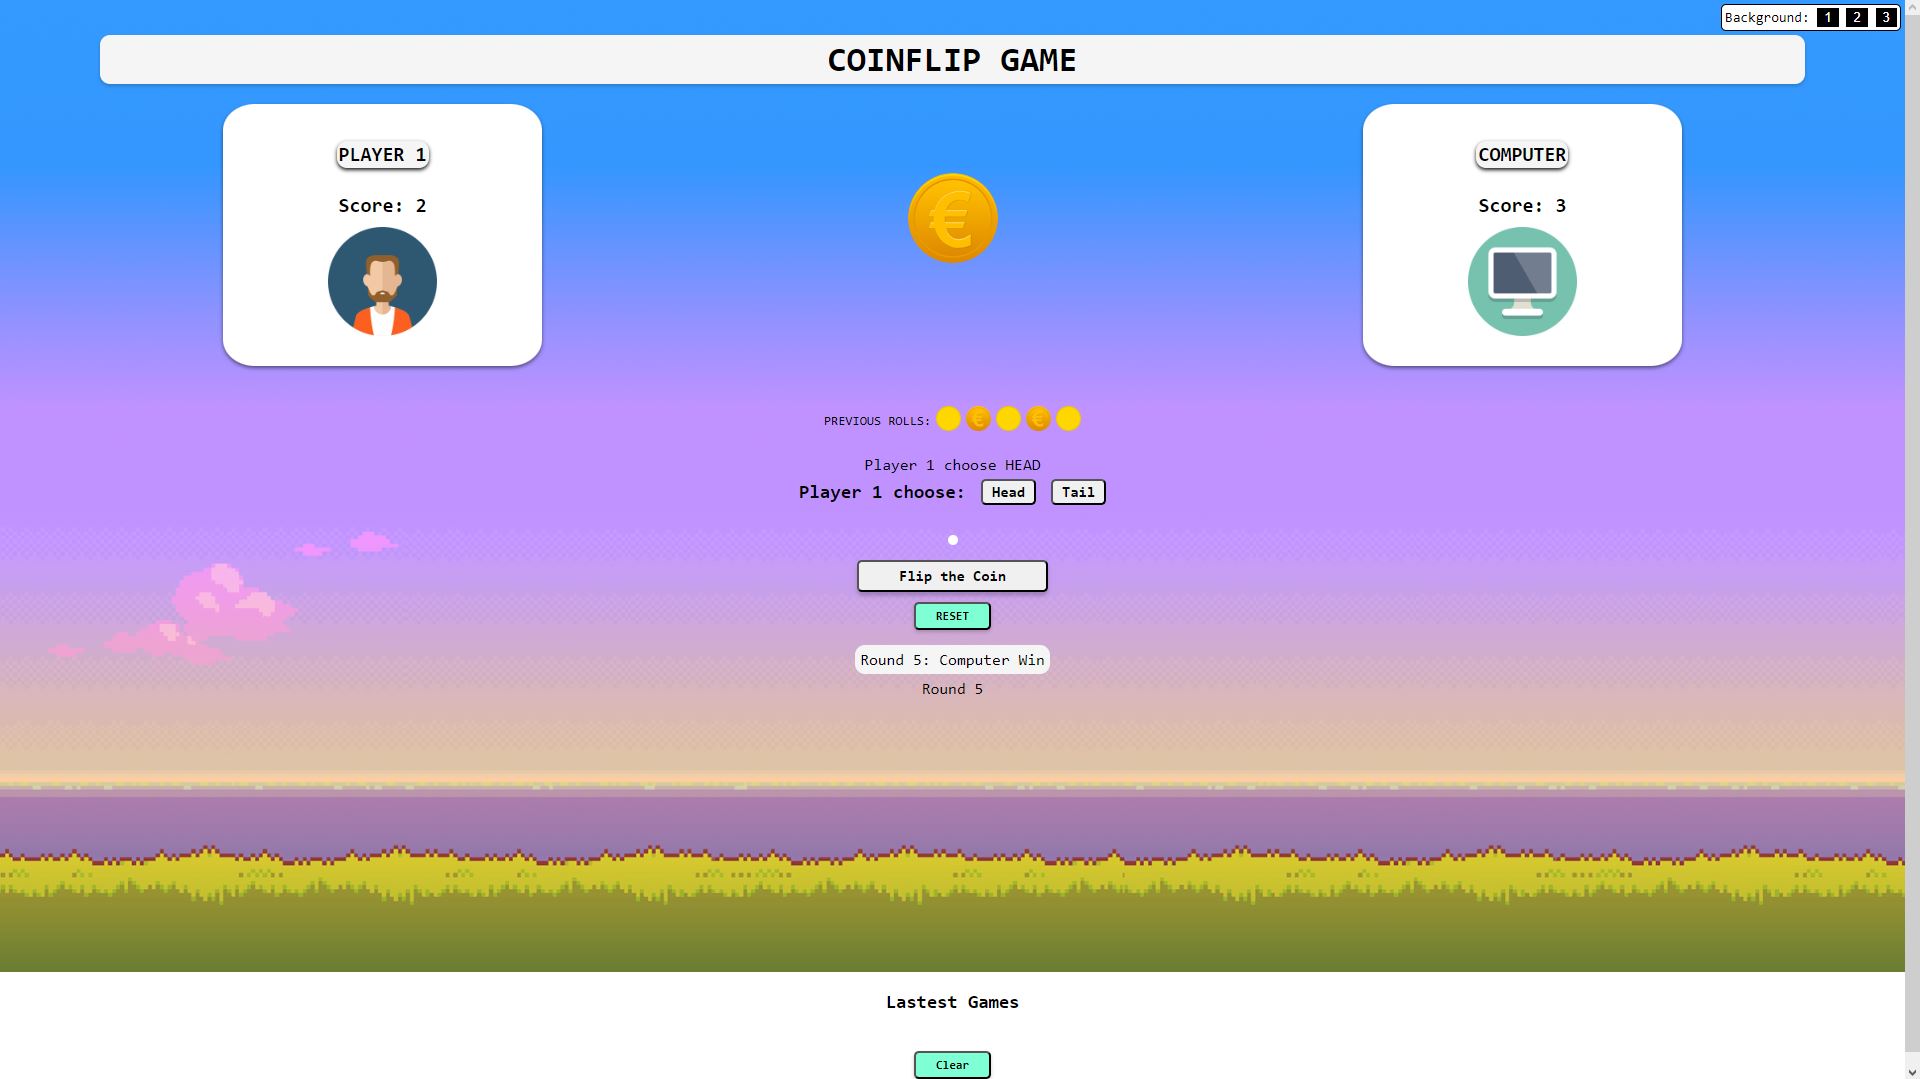 Background: 1 2 3
COINFLIP GAME
PLAYER 1
Score: 2
COMPUTER
Score: 3
€
PREVIOUS ROLLS: € €
Player 1 choose HEAD
Player 1 choose: Head Tail
Flip the Coin
RESET
Round 5: Computer Win
Round 5
Lastest Games
Clear